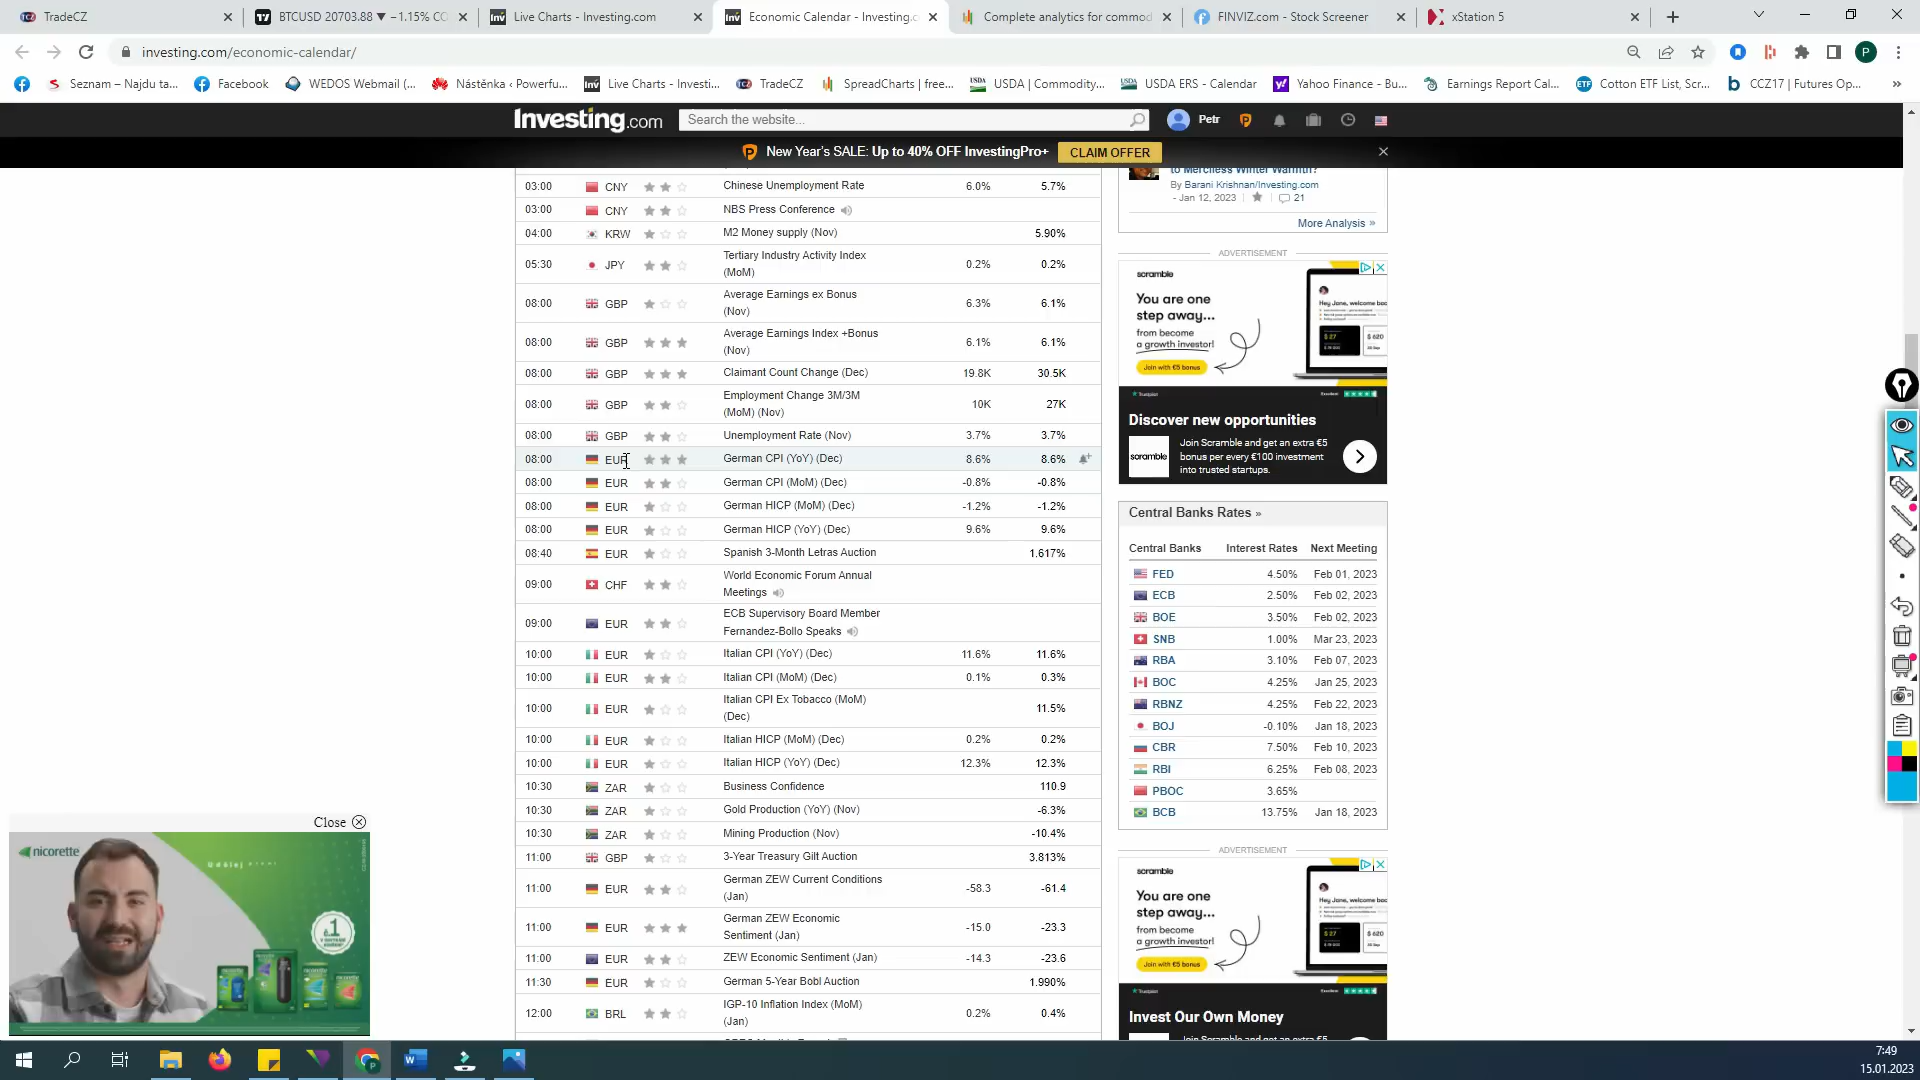 TradeCZ
BTCUSD 20703.88 ▼ −1.15% CO
Live Charts - Investing.com
Economic Calendar - Investing.c
Complete analytics for commod
FINVIZ.com - Stock Screener
xStation 5
investing.com/economic-calendar/
Seznam – Najdu ta...
Facebook
WEDOS Webmail (...
Nástěnka ‹ Powerfu...
Live Charts - Investi...
TradeCZ
SpreadCharts | free...
USDA | Commodity...
USDA ERS - Calendar
Yahoo Finance - Bu...
Earnings Report Cal...
Cotton ETF List, Scr...
CCZ17 | Futures Op...
Investing.com
Search the website...
Petr
New Year's SALE: Up to 40% OFF InvestingPro+
CLAIM OFFER
03:00 CNY Chinese Unemployment Rate 6.0% 5.7%
03:00 CNY NBS Press Conference
04:00 KRW M2 Money supply (Nov) 5.90%
05:30 JPY Tertiary Industry Activity Index
(MoM) 0.2% 0.2%
08:00 GBP Average Earnings ex Bonus
(Nov) 6.3% 6.1%
08:00 GBP Average Earnings Index +Bonus
(Nov) 6.1% 6.1%
08:00 GBP Claimant Count Change (Dec) 19.8K 30.5K
08:00 GBP Employment Change 3M/3M
(MoM) (Nov) 10K 27K
08:00 GBP Unemployment Rate (Nov) 3.7% 3.7%
08:00 EUR German CPI (YoY) (Dec) 8.6% 8.6%
08:00 EUR German CPI (MoM) (Dec) -0.8% -0.8%
08:00 EUR German HICP (MoM) (Dec) -1.2% -1.2%
08:00 EUR German HICP (YoY) (Dec) 9.6% 9.6%
08:40 EUR Spanish 3-Month Letras Auction 1.617%
09:00 CHF World Economic Forum Annual
Meetings
09:00 EUR ECB Supervisory Board Member
Fernandez-Bollo Speaks
10:00 EUR Italian CPI (YoY) (Dec) 11.6% 11.6%
10:00 EUR Italian CPI (MoM) (Dec) 0.1% 0.3%
10:00 EUR Italian CPI Ex Tobacco (MoM)
(Dec) 11.5%
10:00 EUR Italian HICP (MoM) (Dec) 0.2% 0.2%
10:00 EUR Italian HICP (YoY) (Dec) 12.3% 12.3%
10:30 ZAR Business Confidence 110.9
10:30 ZAR Gold Production (YoY) (Nov) -6.3%
10:30 ZAR Mining Production (Nov) -10.4%
11:00 GBP 3-Year Treasury Gilt Auction 3.813%
11:00 EUR German ZEW Current Conditions
(Jan) -58.3 -61.4
11:00 EUR German ZEW Economic
Sentiment (Jan) -15.0 -23.3
11:00 EUR ZEW Economic Sentiment (Jan) -14.3 -23.6
11:30 EUR German 5-Year Bobl Auction 1.990%
12:00 BRL IGP-10 Inflation Index (MoM)
(Jan) 0.2% 0.4%
to Merciless Winter Warmth?
By Barani Krishnan/Investing.com
- Jan 12, 2023 21
More Analysis »
ADVERTISEMENT
scramble
You are one
step away...
from become
a growth investor!
Join with €5 bonus
Trustpilot
Excellent
Discover new opportunities
scramble
Join Scramble and get an extra €5
bonus per every €100 investment
into trusted startups.
Central Banks Rates »
Central Banks Interest Rates Next Meeting
FED 4.50% Feb 01, 2023
ECB 2.50% Feb 02, 2023
BOE 3.50% Feb 02, 2023
SNB 1.00% Mar 23, 2023
RBA 3.10% Feb 07, 2023
BOC 4.25% Jan 25, 2023
RBNZ 4.25% Feb 22, 2023
BOJ -0.10% Jan 18, 2023
CBR 7.50% Feb 10, 2023
RBI 6.25% Feb 08, 2023
PBOC 3.65%
BCB 13.75% Jan 18, 2023
ADVERTISEMENT
scramble
You are one
step away...
from become
a growth investor!
Join with €5 bonus
Trustpilot
Excellent
Invest Our Own Money
Close
nicorette
č.1
7:49
15.01.2023